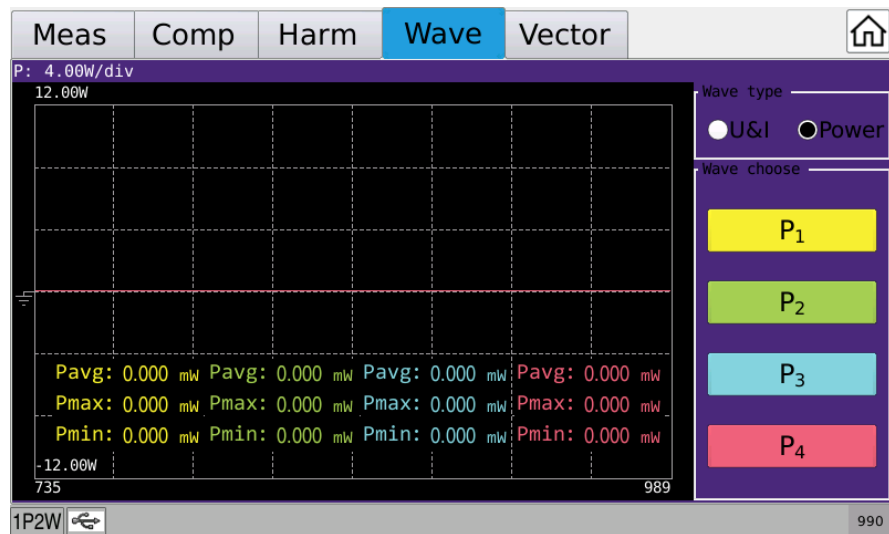 Meas Comp Harm Wave Vector
P: 4.00W/div
12.00W
Wave type
U&I Power
Wave choose
P₁
P₂
P₃
Pavg: 0.000 mW Pavg: 0.000 mW Pavg: 0.000 mW Pavg: 0.000 mW
Pmax: 0.000 mW Pmax: 0.000 mW Pmax: 0.000 mW Pmax: 0.000 mW
Pmin: 0.000 mW Pmin: 0.000 mW Pmin: 0.000 mW Pmin: 0.000 mW
P₄
-12.00W
735 989
1P2W 990